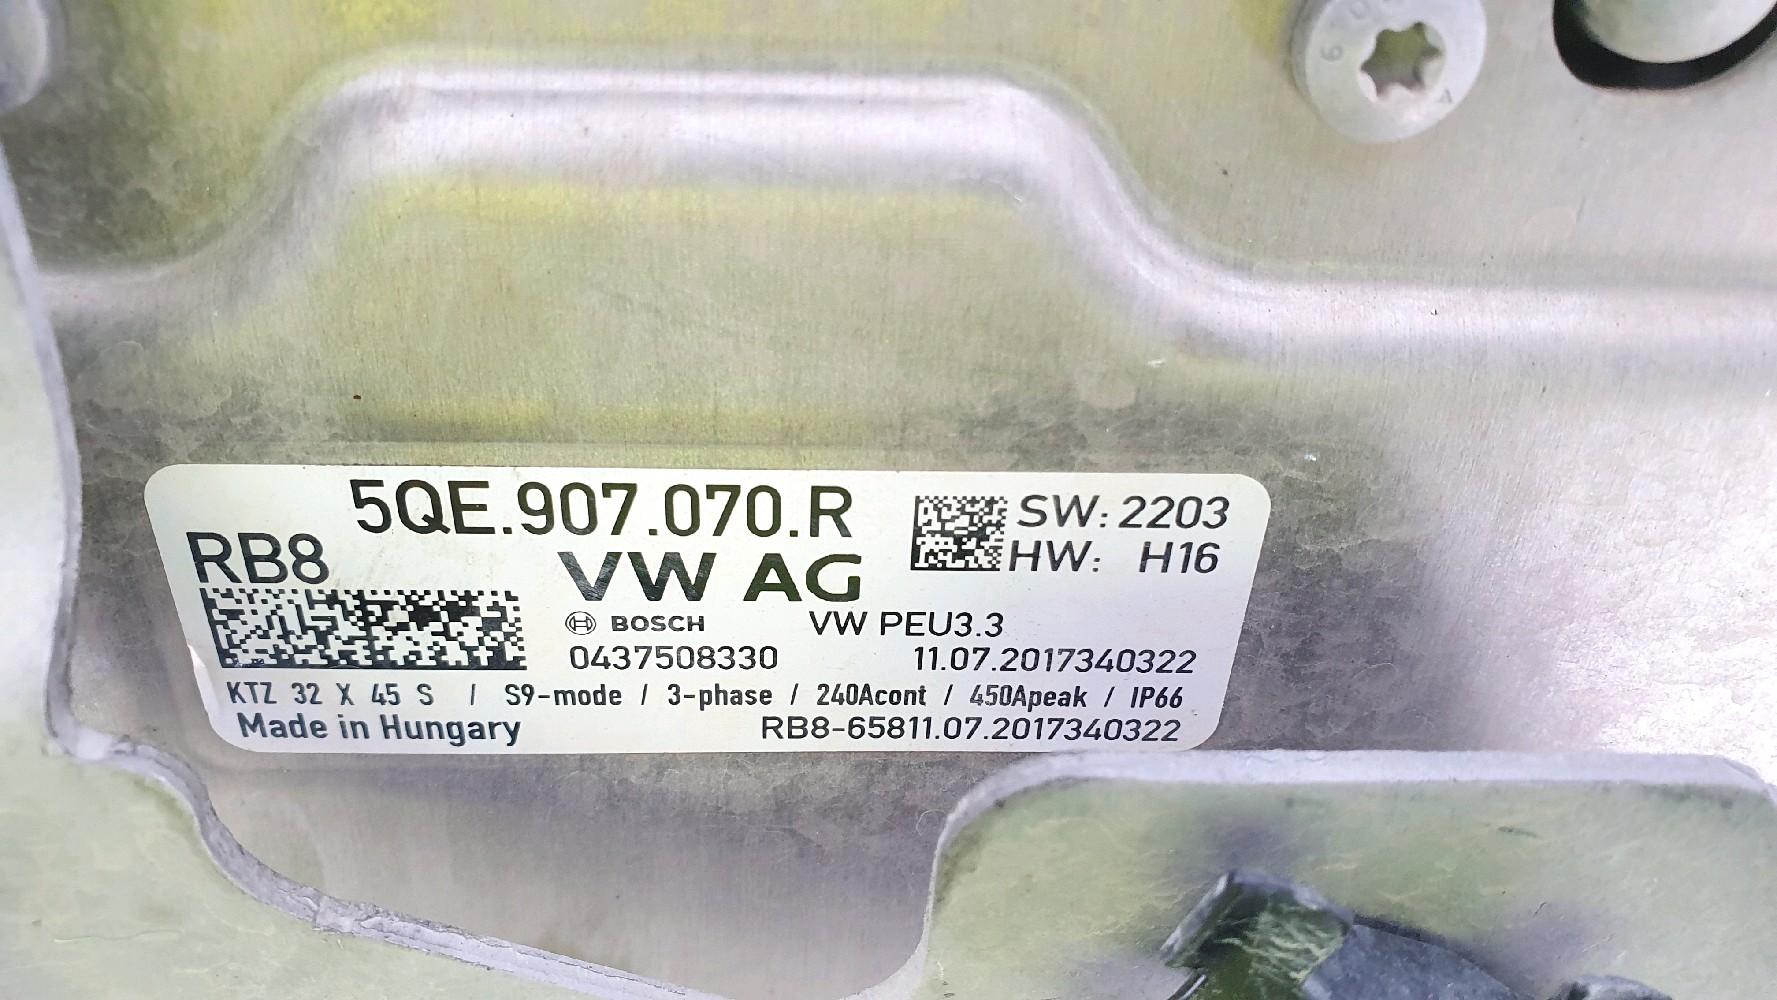 5QE.907.070.R
SW: 2203
RB8
VW AG
HW: H16
BOSCH VW PEU3.3
0437508330 11.07.2017340322
KTZ 32 X 45 S / S9-mode / 3-phase / 240Acont / 450Apeak / IP66
Made in Hungary RB8-65811.07.2017340322